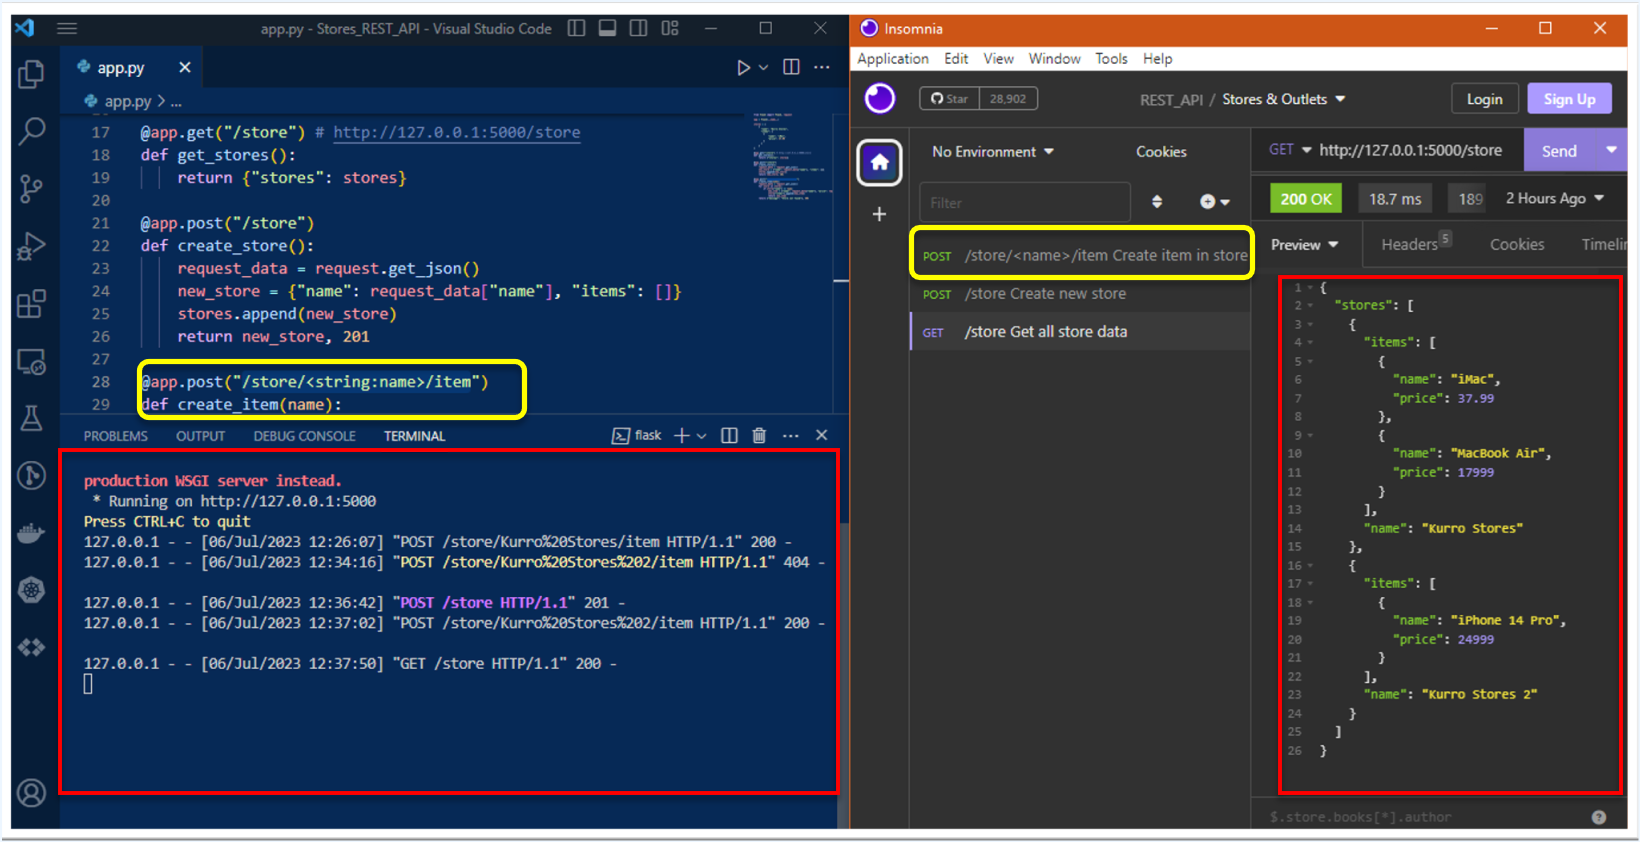 app.py - Stores_REST_API - Visual Studio Code
app.py
app.py > ...
17 @app.get("/store") # http://127.0.0.1:5000/store
18 def get_stores():
19 return {"stores": stores}
20
21 @app.post("/store")
22 def create_store():
23 request_data = request.get_json()
24 new_store = {"name": request_data["name"], "items": []}
25 stores.append(new_store)
26 return new_store, 201
27
28 @app.post("/store/<string:name>/item")
29 def create_item(name):
PROBLEMS OUTPUT DEBUG CONSOLE TERMINAL flask
production WSGI server instead.
* Running on http://127.0.0.1:5000
Press CTRL+C to quit
127.0.0.1 - - [06/Jul/2023 12:26:07] "POST /store/Kurro%20Stores/item HTTP/1.1" 200 -
127.0.0.1 - - [06/Jul/2023 12:34:16] "POST /store/Kurro%20Stores%202/item HTTP/1.1" 404 -
127.0.0.1 - - [06/Jul/2023 12:36:42] "POST /store HTTP/1.1" 201 -
127.0.0.1 - - [06/Jul/2023 12:37:02] "POST /store/Kurro%20Stores%202/item HTTP/1.1" 200 -
127.0.0.1 - - [06/Jul/2023 12:37:50] "GET /store HTTP/1.1" 200 -
Insomnia
Application Edit View Window Tools Help
Star 28,902 REST_API / Stores & Outlets Login Sign Up
No Environment Cookies
Filter
POST /store/<name>/item Create item in store
POST /store Create new store
GET /store Get all store data
GET http://127.0.0.1:5000/store Send
200 OK 18.7 ms 189 2 Hours Ago
Preview Headers 5 Cookies Timelin
1 {
2 "stores": [
3 {
4 "items": [
5 {
6 "name": "iMac",
7 "price": 37.99
8 },
9 {
10 "name": "MacBook Air",
11 "price": 17999
12 }
13 ],
14 "name": "Kurro Stores"
15 },
16 {
17 "items": [
18 {
19 "name": "iPhone 14 Pro",
20 "price": 24999
21 }
22 ],
23 "name": "Kurro Stores 2"
24 }
25 ]
26 }
$.store.books[*].author